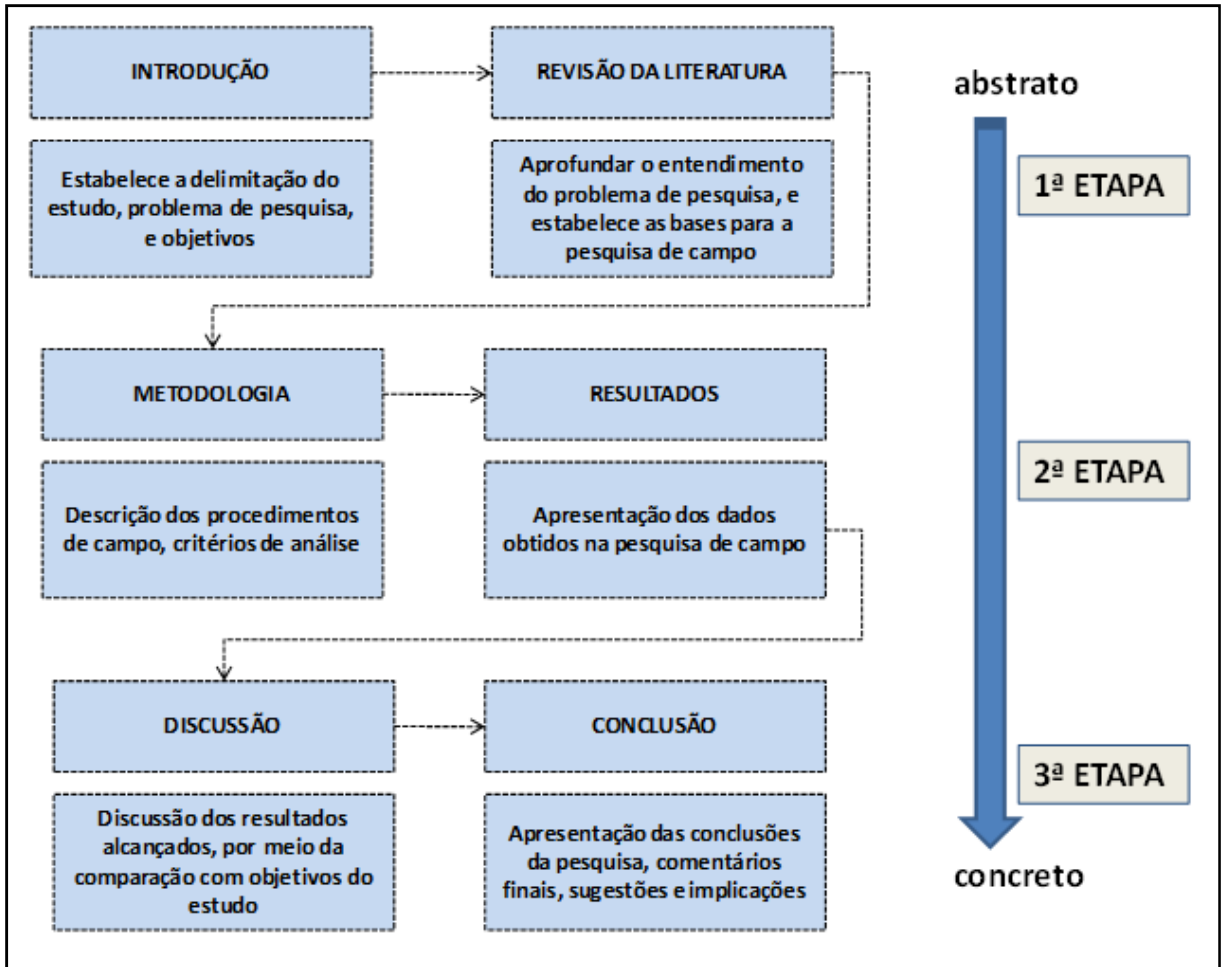 INTRODUÇÃO
REVISÃO DA LITERATURA
Estabelece a delimitação do
estudo, problema de pesquisa,
e objetivos
Aprofundar o entendimento
do problema de pesquisa, e
estabelece as bases para a
pesquisa de campo
METODOLOGIA
RESULTADOS
Descrição dos procedimentos
de campo, critérios de análise
Apresentação dos dados
obtidos na pesquisa de campo
DISCUSSÃO
CONCLUSÃO
Discussão dos resultados
alcançados, por meio da
comparação com objetivos do
estudo
Apresentação das conclusões
da pesquisa, comentários
finais, sugestões e implicações
abstrato
1ª ETAPA
2ª ETAPA
3ª ETAPA
concreto